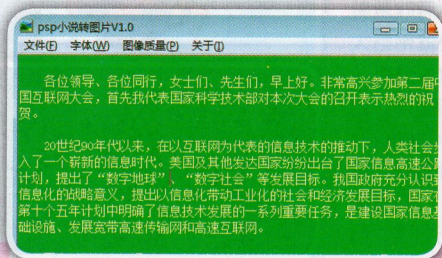 psp小说转图片V1.0
文件(F) 字体(W) 图像质量(P) 关于(I)
各位领导、各位同行，女士们、先生们，早上好。非常高兴参加第二届中
国互联网大会，首先我代表国家科学技术部对本次大会的召开表示热烈的祝
贺。
20世纪90年代以来，在以互联网为代表的信息技术的推动下，人类社会
入了一个崭新的信息时代。美国及其他发达国家纷纷出台了国家信息高速公
计划，提出了“数字地球”、“数字社会”等发展目标。我国政府充分认识到
信息化的战略意义，提出以信息化带动工业化的社会和经济发展目标，国家在
第十个五年计划中明确了信息技术发展的一系列重要任务，是建设国家信息基
础设施、发展宽带高速传输网和高速互联网。